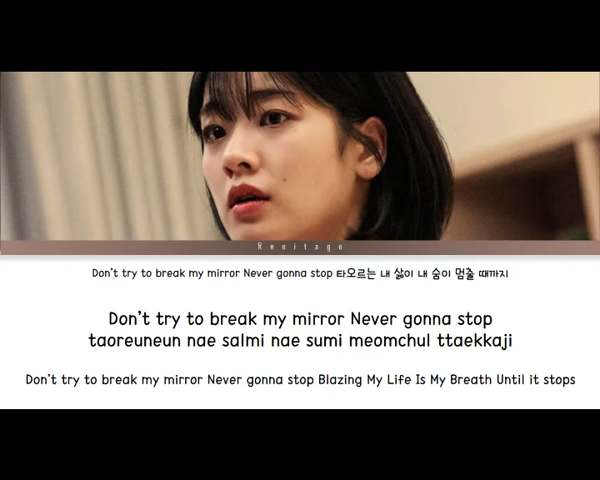 Renitago
Don't try to break my mirror Never gonna stop 타오르는 내 삶이 내 숨이 멈출 때까지
Don't try to break my mirror Never gonna stop
taoreuneun nae salmi nae sumi meomchul ttaekkaji
Don't try to break my mirror Never gonna stop Blazing My Life Is My Breath Until it stops